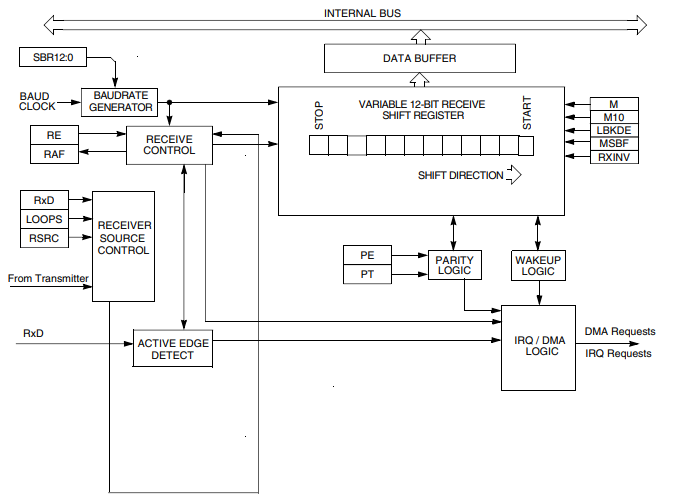 INTERNAL BUS
SBR12:0
DATA BUFFER
BAUD
CLOCK
BAUDRATE
GENERATOR
RE
RAF
RECEIVE
CONTROL
STOP
VARIABLE 12-BIT RECEIVE
SHIFT REGISTER
START
SHIFT DIRECTION
M
M10
LBKDE
MSBF
RXINV
RxD
LOOPS
RSRC
RECEIVER
SOURCE
CONTROL
From Transmitter
PE
PT
PARITY
LOGIC
WAKEUP
LOGIC
RxD
ACTIVE EDGE
DETECT
IRQ / DMA
LOGIC
DMA Requests
IRQ Requests